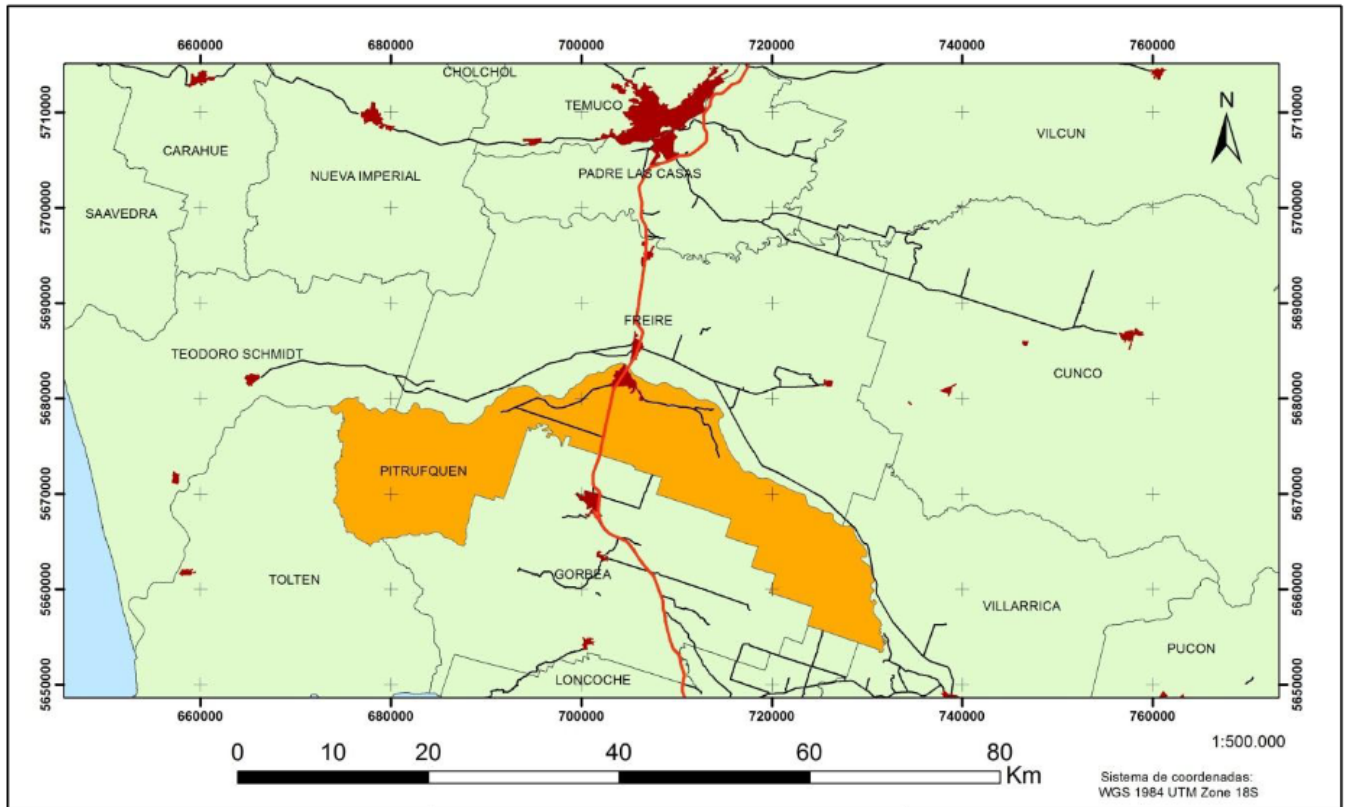 660000 680000 700000 720000 740000 760000
CHOLCHOL
TEMUCO
N
5710000 5710000
VILCUN
CARAHUE
NUEVA IMPERIAL
PADRE LAS CASAS
SAAVEDRA
5700000 5700000
5690000 5690000
FREIRE
TEODORO SCHMIDT
CUNCO
5680000 5680000
PITRUFQUEN
5670000 5670000
TOLTEN
GORBEA
5660000 5660000
VILLARRICA
PUCON
LONCOCHE
5650000 5650000
660000 680000 700000 720000 740000 760000
1:500.000
0 10 20 40 60 80
Km
Sistema de coordenadas:
WGS 1984 UTM Zone 18S